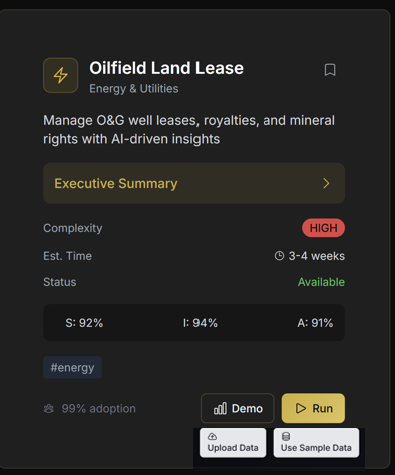 Oilfield Land Lease
Energy & Utilities
Manage O&G well leases, royalties, and mineral
rights with AI-driven insights
Executive Summary
Complexity HIGH
Est. Time 3-4 weeks
Status Available
S: 92% I: 94% A: 91%
#energy
99% adoption Demo Run
Upload Data Use Sample Data